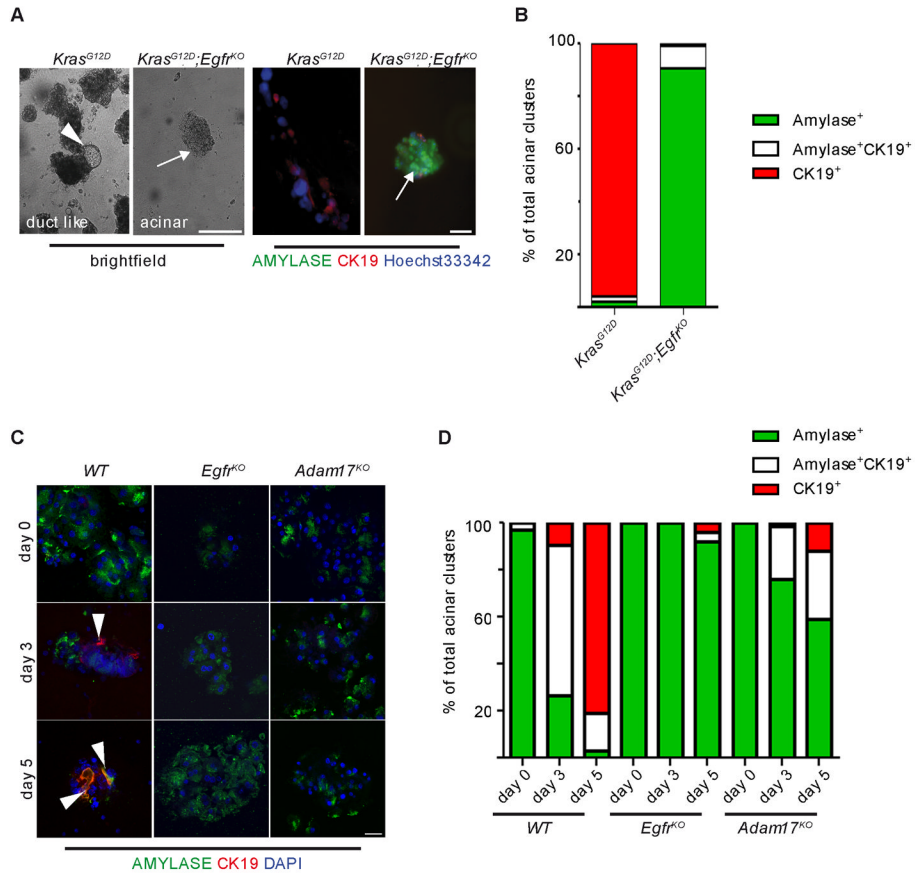 A
Kras^G12D Kras^G12D;Egfr^KO Kras^G12D Kras^G12D;Egfr^KO
duct like acinar
brightfield
AMYLASE CK19 Hoechst33342
B
% of total acinar clusters
100
60
20
Kras^G12D
Kras^G12D;Egfr^KO
Amylase+
Amylase+CK19+
CK19+
C
WT Egfr^KO Adam17^KO
day 0
day 3
day 5
AMYLASE CK19 DAPI
D
Amylase+
Amylase+CK19+
CK19+
% of total acinar clusters
100
60
20
day 0 day 3 day 5 day 0 day 3 day 5 day 0 day 3 day 5
WT Egfr^KO Adam17^KO